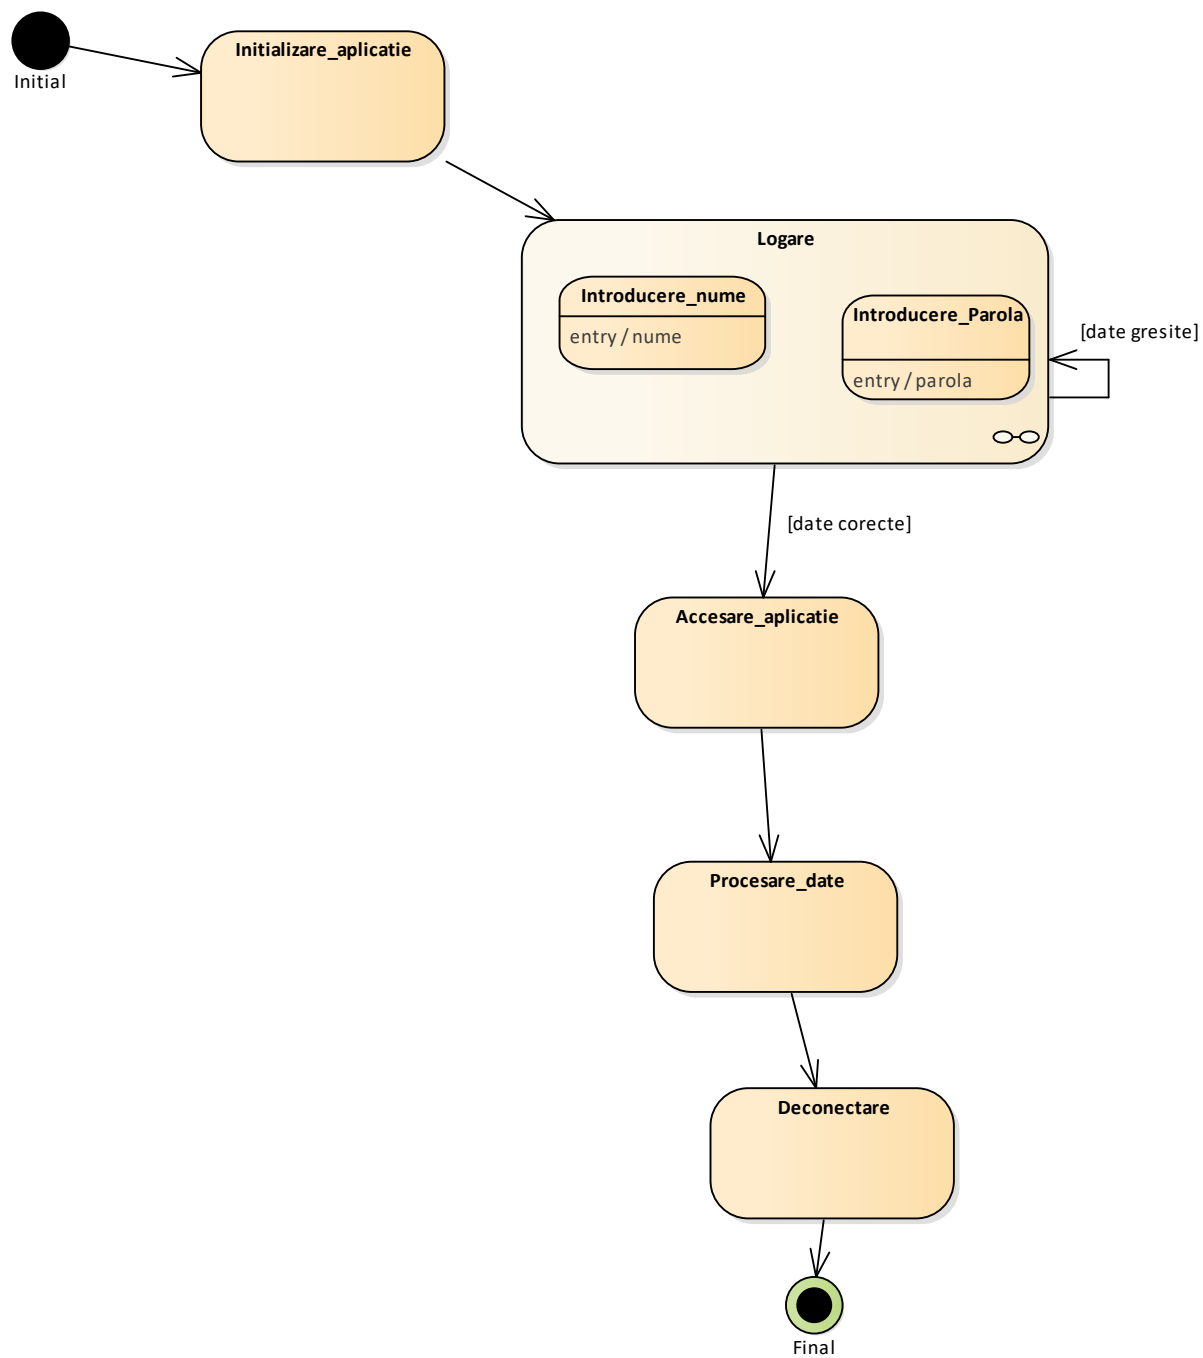 Initial
Initializare_aplicatie
Logare
Introducere_nume
entry / nume
Introducere_Parola
entry / parola
[date gresite]
[date corecte]
Accesare_aplicatie
Procesare_date
Deconectare
Final